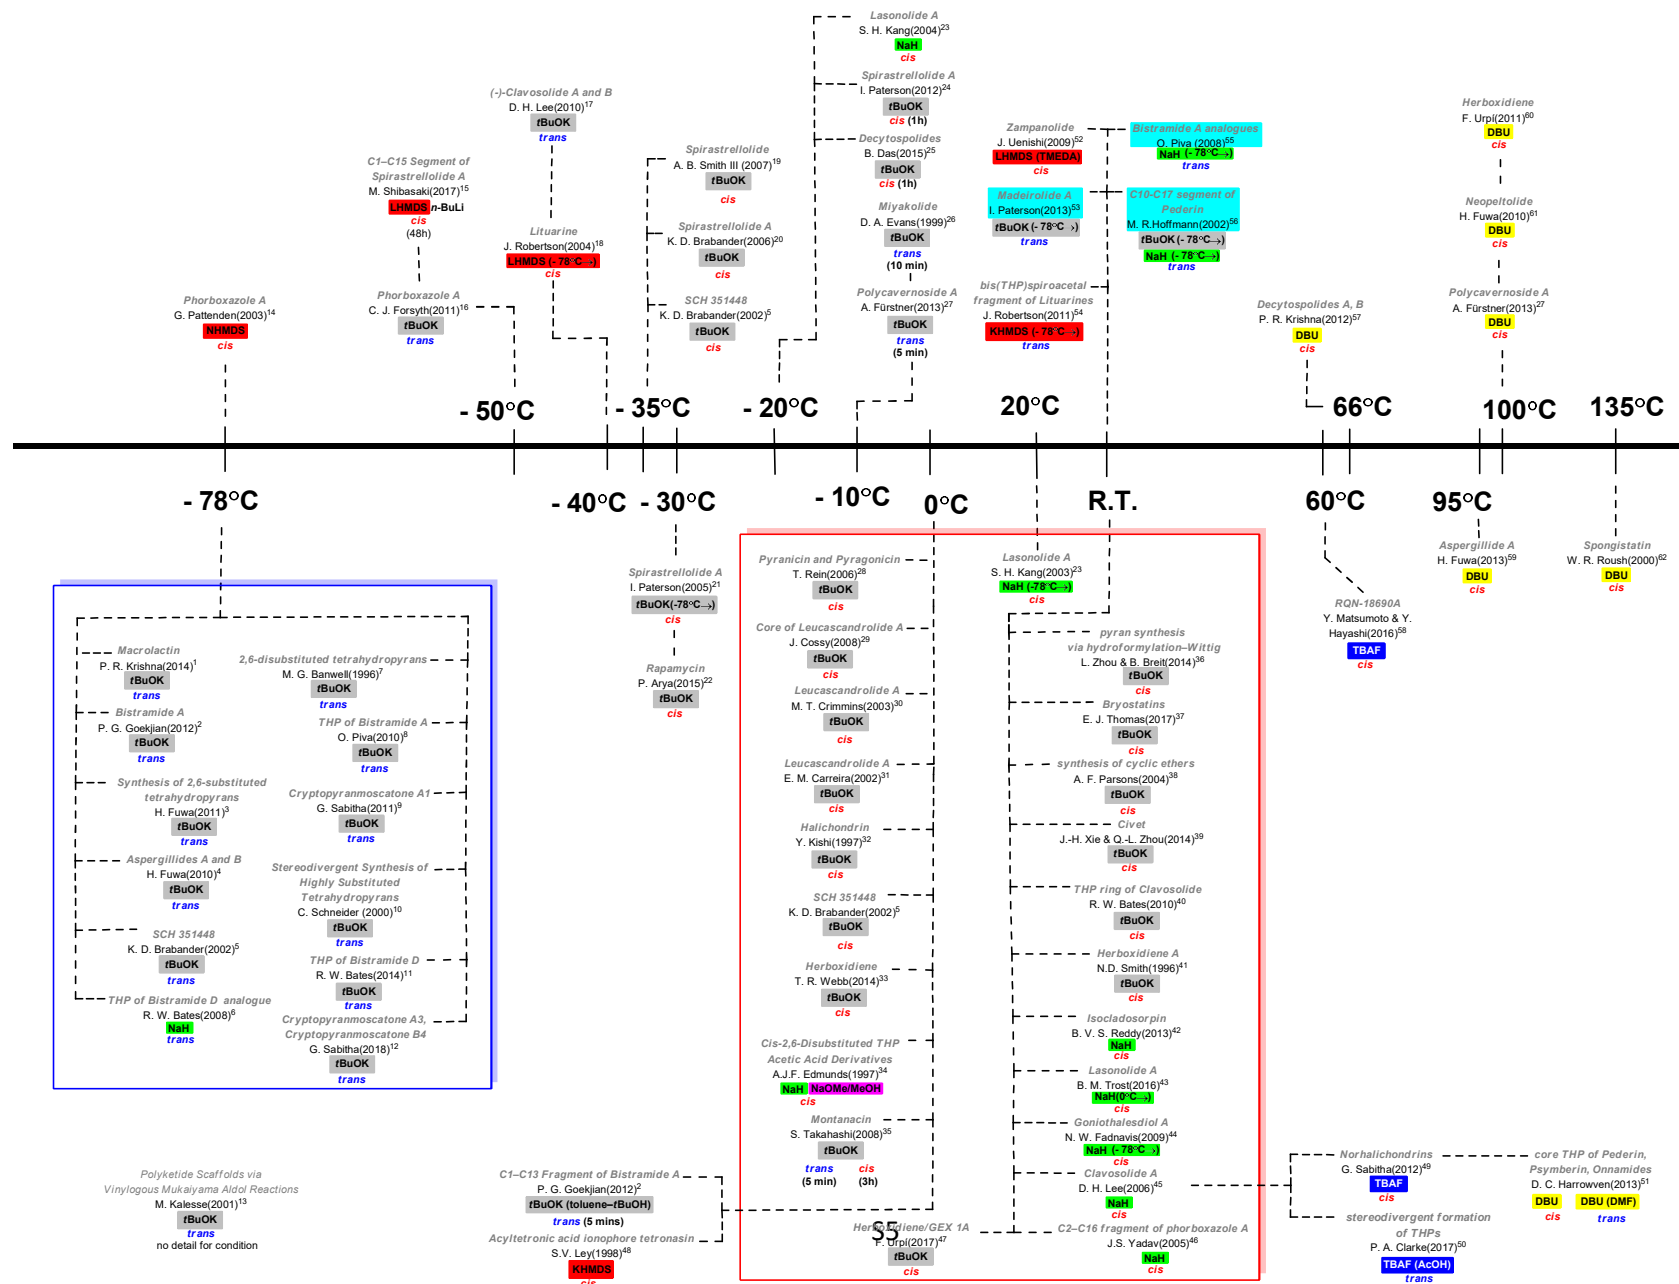 Lasonolide A
S. H. Kang(2004)23
NaH
cis
Spirastrellolide A
I. Paterson(2012)24
tBuOK
cis (1h)
Decytospolides
B. Das(2015)25
tBuOK
cis (1h)
Miyakolide
D. A. Evans(1999)26
tBuOK
trans
(10 min)
Polycavernoside A
A. Fürstner(2013)27
tBuOK
trans
(5 min)
(-)-Clavosolide A and B
D. H. Lee(2010)17
tBuOK
trans
C1–C15 Segment of
Spirastrellolide A
M. Shibasaki(2017)15
LHMDS n-BuLi
cis
(48h)
Lituarine
J. Robertson(2004)18
LHMDS (- 78°C→)
cis
Phorboxazole A
G. Pattenden(2003)14
NHMDS
cis
Phorboxazole A
C. J. Forsyth(2011)16
tBuOK
trans
Spirastrellolide
A. B. Smith III (2007)19
tBuOK
cis
Spirastrellolide A
K. D. Brabander(2006)20
tBuOK
cis
SCH 351448
K. D. Brabander(2002)5
tBuOK
cis
Zampanolide
J. Uenishi(2009)52
LHMDS (TMEDA)
cis
Madeirolide A
I. Paterson(2013)53
tBuOK (- 78°C →)
trans
bis(THP)spiroacetal
fragment of Lituarines
J. Robertson(2011)54
KHMDS (- 78°C→)
trans
Bistramide A analogues
O. Piva (2008)55
NaH (- 78°C→)
trans
C10-C17 segment of
Pederin
M. R.Hoffmann(2002)56
tBuOK (- 78°C→)
NaH (- 78°C→)
trans
Decytospolides A, B
P. R. Krishna(2012)57
DBU
cis
Herboxidiene
F. Urpí(2011)60
DBU
cis
Neopeltolide
H. Fuwa(2010)61
DBU
cis
Polycavernoside A
A. Fürstner(2013)27
DBU
cis
- 50°C
- 35°C
- 20°C
20°C
66°C
100°C
135°C
- 78°C
- 40°C
- 30°C
- 10°C
0°C
R.T.
60°C
95°C
Macrolactin
P. R. Krishna(2014)1
tBuOK
trans
Bistramide A
P. G. Goekjian(2012)2
tBuOK
trans
Synthesis of 2,6-substituted
tetrahydropyrans
H. Fuwa(2011)3
tBuOK
trans
Aspergillides A and B
H. Fuwa(2010)4
tBuOK
trans
SCH 351448
K. D. Brabander(2002)5
tBuOK
trans
THP of Bistramide D analogue
R. W. Bates(2008)6
NaH
trans
2,6-disubstituted tetrahydropyrans
M. G. Banwell(1996)7
tBuOK
trans
THP of Bistramide A
O. Piva(2010)8
tBuOK
trans
Cryptopyranmoscatone A1
G. Sabitha(2011)9
tBuOK
trans
Stereodivergent Synthesis of
Highly Substituted
Tetrahydropyrans
C. Schneider (2000)10
tBuOK
trans
THP of Bistramide D
R. W. Bates(2014)11
tBuOK
trans
Cryptopyranmoscatone A3,
Cryptopyranmoscatone B4
G. Sabitha(2018)12
tBuOK
trans
Polyketide Scaffolds via
Vinylogous Mukaiyama Aldol Reactions
M. Kalesse(2001)13
tBuOK
trans
no detail for condition
Spirastrellolide A
I. Paterson(2005)21
tBuOK(-78°C→)
cis
Rapamycin
P. Arya(2015)22
tBuOK
cis
Pyranicin and Pyragonicin
T. Rein(2006)28
tBuOK
cis
Core of Leucascandrolide A
J. Cossy(2008)29
tBuOK
cis
Leucascandrolide A
M. T. Crimmins(2003)30
tBuOK
cis
Leucascandrolide A
E. M. Carreira(2002)31
tBuOK
cis
Halichondrin
Y. Kishi(1997)32
tBuOK
cis
SCH 351448
K. D. Brabander(2002)5
tBuOK
cis
Herboxidiene
T. R. Webb(2014)33
tBuOK
cis
Cis-2,6-Disubstituted THP
Acetic Acid Derivatives
A.J.F. Edmunds(1997)34
NaH NaOMe/MeOH
cis
Montanacin
S. Takahashi(2008)35
tBuOK
trans cis
(5 min) (3h)
Lasonolide A
S. H. Kang(2003)23
NaH (-78°C→)
cis
pyran synthesis
via hydroformylation–Wittig
L. Zhou & B. Breit(2014)36
tBuOK
cis
Bryostatins
E. J. Thomas(2017)37
tBuOK
cis
synthesis of cyclic ethers
A. F. Parsons(2004)38
tBuOK
cis
Civet
J.-H. Xie & Q.-L. Zhou(2014)39
tBuOK
cis
THP ring of Clavosolide
R. W. Bates(2010)40
tBuOK
cis
Herboxidiene A
N.D. Smith(1996)41
tBuOK
cis
Isocladosorpin
B. V. S. Reddy(2013)42
NaH
cis
Lasonolide A
B. M. Trost(2016)43
NaH(0°C→)
cis
Goniothalesdiol A
N. W. Fadnavis(2009)44
NaH (- 78°C →)
cis
Clavosolide A
D. H. Lee(2006)45
NaH
cis
C2–C16 fragment of phorboxazole A
J.S. Yadav(2005)46
NaH
cis
Herboxidiene/GEX 1A
F. Urpí(2017)47
tBuOK
cis
C1–C13 Fragment of Bistramide A
P. G. Goekjian(2012)2
tBuOK (toluene–tBuOH)
trans (5 mins)
Acyltetronic acid ionophore tetronasin
S.V. Ley(1998)48
KHMDS
cis
RQN-18690A
Y. Matsumoto & Y.
Hayashi(2016)58
TBAF
cis
Aspergillide A
H. Fuwa(2013)59
DBU
cis
Spongistatin
W. R. Roush(2000)62
DBU
cis
Norhalichondrins
G. Sabitha(2012)49
TBAF
cis
stereodivergent formation
of THPs
P. A. Clarke(2017)50
TBAF (AcOH)
trans
core THP of Pederin,
Psymberin, Onnamides
D. C. Harrowven(2013)51
DBU DBU (DMF)
cis trans
S5